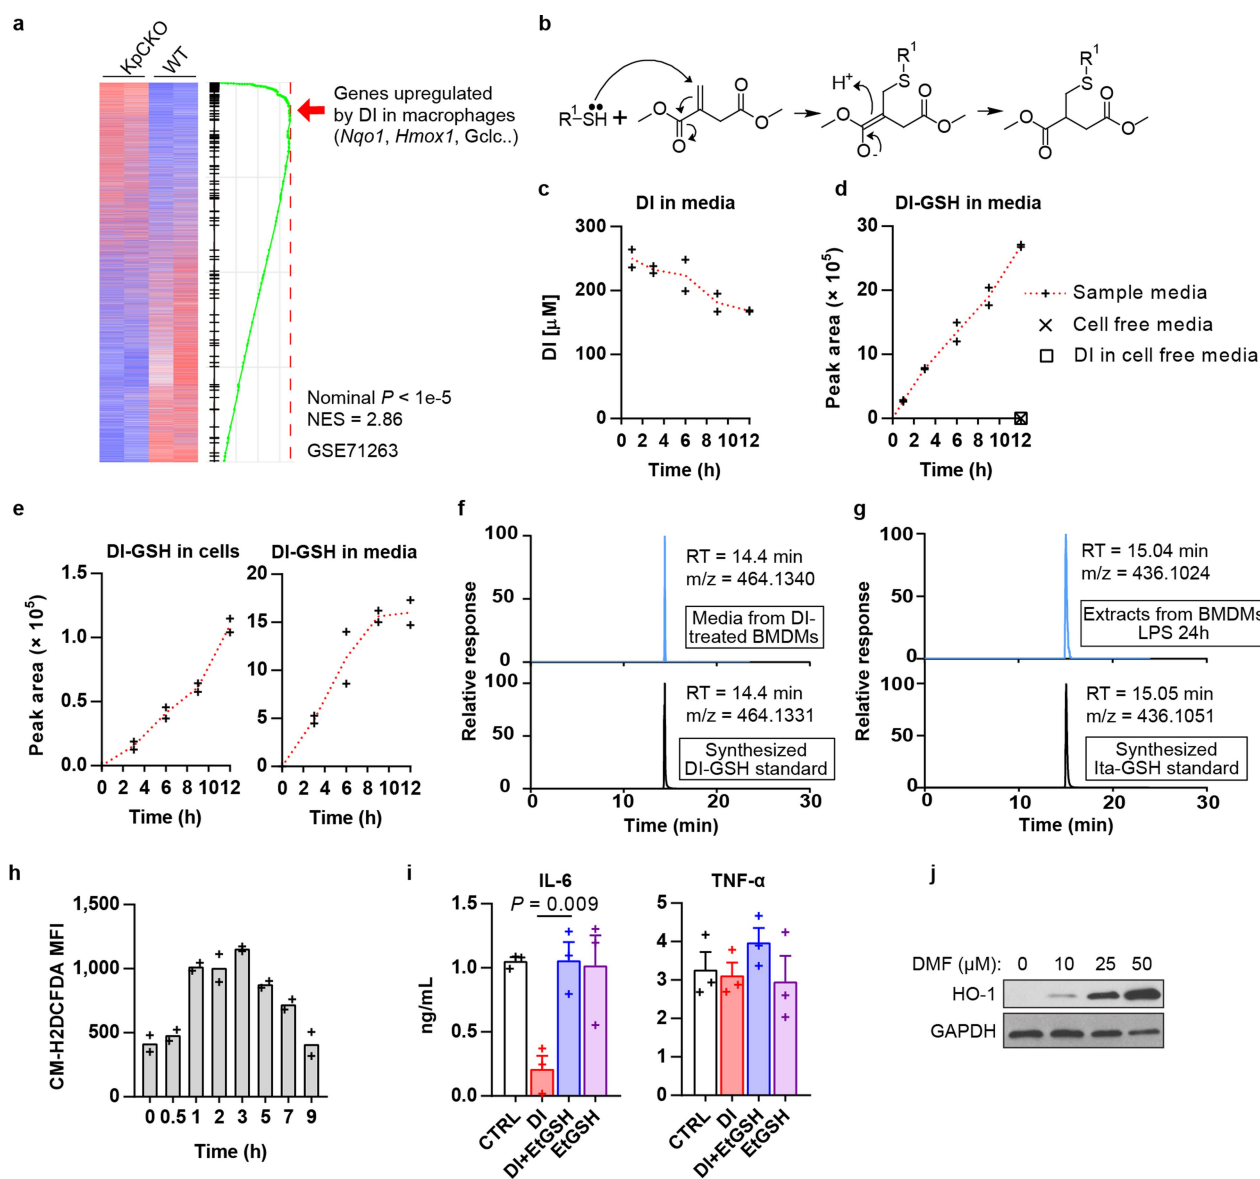 a
KpCKO
WT
Genes upregulated
by DI in macrophages
(Nqo1, Hmox1, Gclc..)
Nominal P < 1e-5
NES = 2.86
GSE71263
b
R¹-SH
+
O
O
O
O
H⁺
R¹
S
O
O⁻
O
O
R¹
S
O
O
O
O
c
DI in media
300
200
100
0
DI [µM]
0 2 4 6 8 10 12
Time (h)
d
DI-GSH in media
30
20
10
0
Peak area (× 10⁵)
0 2 4 6 8 10 12
Time (h)
Sample media
Cell free media
DI in cell free media
e
DI-GSH in cells
1.5
1.0
0.5
0.0
Peak area (× 10⁵)
0 2 4 6 8 10 12
Time (h)
DI-GSH in media
20
15
10
5
0
0 2 4 6 8 10 12
Time (h)
f
Relative response
100
50
0
RT = 14.4 min
m/z = 464.1340
Media from DI-
treated BMDMs
100
50
0
RT = 14.4 min
m/z = 464.1331
Synthesized
DI-GSH standard
0 10 20 30
Time (min)
g
Relative response
100
50
0
RT = 15.04 min
m/z = 436.1024
Extracts from BMDMs
LPS 24h
100
50
0
RT = 15.05 min
m/z = 436.1051
Synthesized
Ita-GSH standard
0 10 20 30
Time (min)
h
CM-H2DCFDA MFI
1,500
1,000
500
0
0 0.5 1 2 3 5 7 9
Time (h)
i
IL-6
P = 0.009
ng/mL
1.5
1.0
0.5
0.0
CTRL
DI
DI+EtGSH
EtGSH
TNF-α
5
4
3
2
1
0
CTRL
DI
DI+EtGSH
EtGSH
j
DMF (µM): 0 10 25 50
HO-1
GAPDH